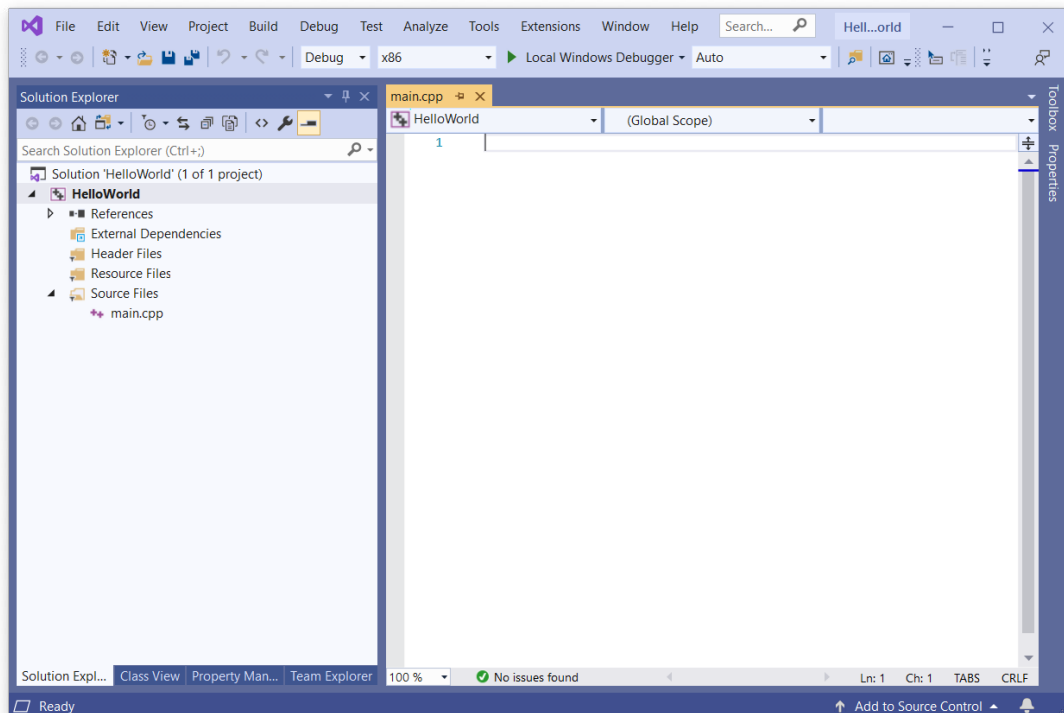 File Edit View Project Build Debug Test Analyze Tools Extensions Window Help Search... Hell...orld
Debug x86 Local Windows Debugger Auto
Solution Explorer
Search Solution Explorer (Ctrl+;)
Solution 'HelloWorld' (1 of 1 project)
HelloWorld
References
External Dependencies
Header Files
Resource Files
Source Files
main.cpp
Solution Expl... Class View Property Man... Team Explorer
main.cpp
HelloWorld (Global Scope)
1
100 % No issues found Ln: 1 Ch: 1 TABS CRLF
Toolbox
Properties
Ready Add to Source Control